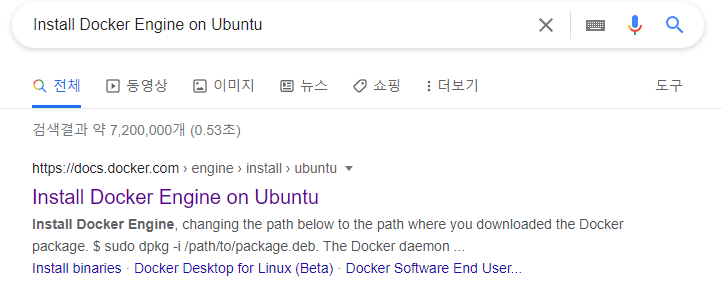 Install Docker Engine on Ubuntu
전체 동영상 이미지 뉴스 쇼핑 더보기 도구
검색결과 약 7,200,000개 (0.53초)
https://docs.docker.com › engine › install › ubuntu
Install Docker Engine on Ubuntu
Install Docker Engine, changing the path below to the path where you downloaded the Docker
package. $ sudo dpkg -i /path/to/package.deb. The Docker daemon ...
Install binaries · Docker Desktop for Linux (Beta) · Docker Software End User...